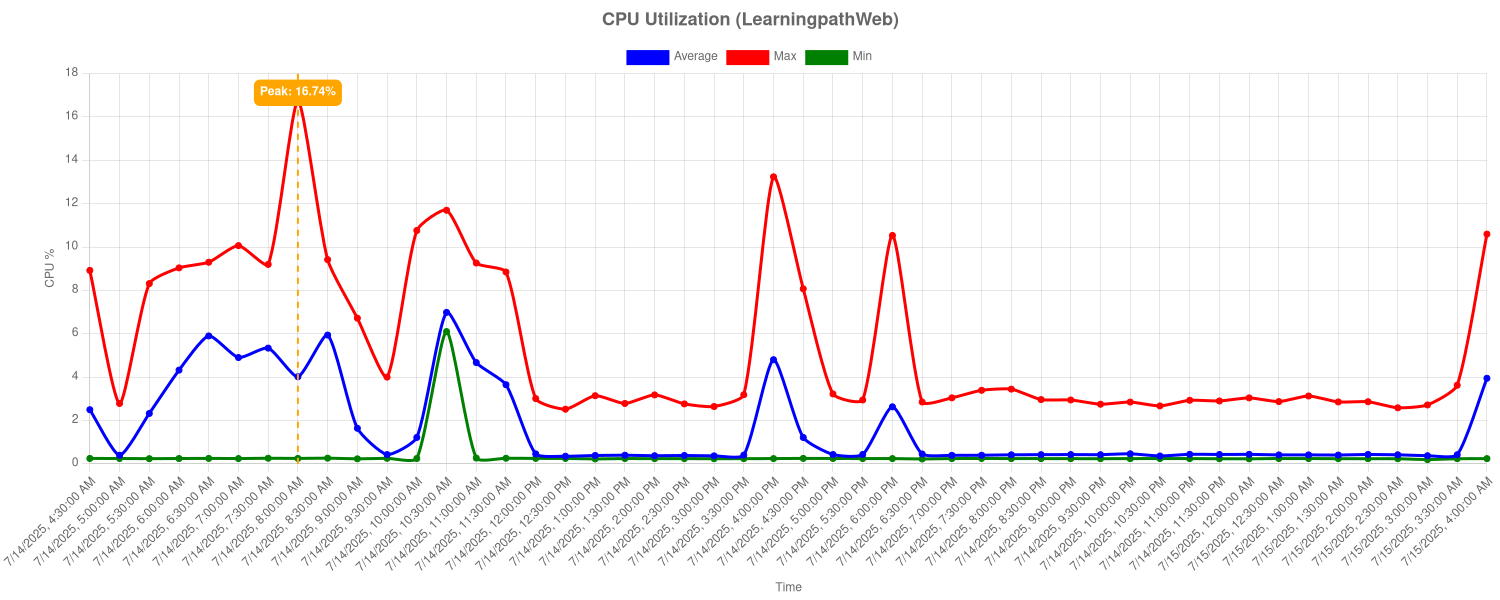 CPU Utilization (LearningpathWeb)
Average Max Min
18
Peak: 16.74%
16
14
12
10
8
6
4
2
0
CPU %
7/14/2025, 4:30:00 AM
7/14/2025, 5:00:00 AM
7/14/2025, 5:30:00 AM
7/14/2025, 6:00:00 AM
7/14/2025, 6:30:00 AM
7/14/2025, 7:00:00 AM
7/14/2025, 7:30:00 AM
7/14/2025, 8:00:00 AM
7/14/2025, 8:30:00 AM
7/14/2025, 9:00:00 AM
7/14/2025, 9:30:00 AM
7/14/2025, 10:00:00 AM
7/14/2025, 10:30:00 AM
7/14/2025, 11:00:00 AM
7/14/2025, 11:30:00 AM
7/14/2025, 12:00:00 PM
7/14/2025, 12:30:00 PM
7/14/2025, 1:00:00 PM
7/14/2025, 1:30:00 PM
7/14/2025, 2:00:00 PM
7/14/2025, 2:30:00 PM
7/14/2025, 3:00:00 PM
7/14/2025, 3:30:00 PM
7/14/2025, 4:00:00 PM
7/14/2025, 4:30:00 PM
7/14/2025, 5:00:00 PM
7/14/2025, 5:30:00 PM
7/14/2025, 6:00:00 PM
7/14/2025, 6:30:00 PM
7/14/2025, 7:00:00 PM
7/14/2025, 7:30:00 PM
7/14/2025, 8:00:00 PM
7/14/2025, 8:30:00 PM
7/14/2025, 9:00:00 PM
7/14/2025, 9:30:00 PM
7/14/2025, 10:00:00 PM
7/14/2025, 10:30:00 PM
7/14/2025, 11:00:00 PM
7/14/2025, 11:30:00 PM
7/15/2025, 12:00:00 AM
7/15/2025, 12:30:00 AM
7/15/2025, 1:00:00 AM
7/15/2025, 1:30:00 AM
7/15/2025, 2:00:00 AM
7/15/2025, 2:30:00 AM
7/15/2025, 3:00:00 AM
7/15/2025, 3:30:00 AM
7/15/2025, 4:00:00 AM
Time